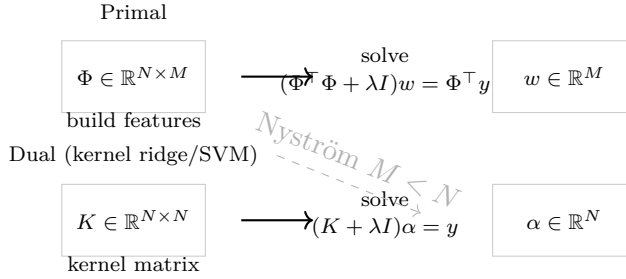 Primal
Φ ∈ ℝ^{N×M}
solve
(Φ^⊤Φ + λI)w = Φ^⊤y
w ∈ ℝ^M
build features
Nyström M < N
Dual (kernel ridge/SVM)
K ∈ ℝ^{N×N}
solve
(K + λI)α = y
α ∈ ℝ^N
kernel matrix